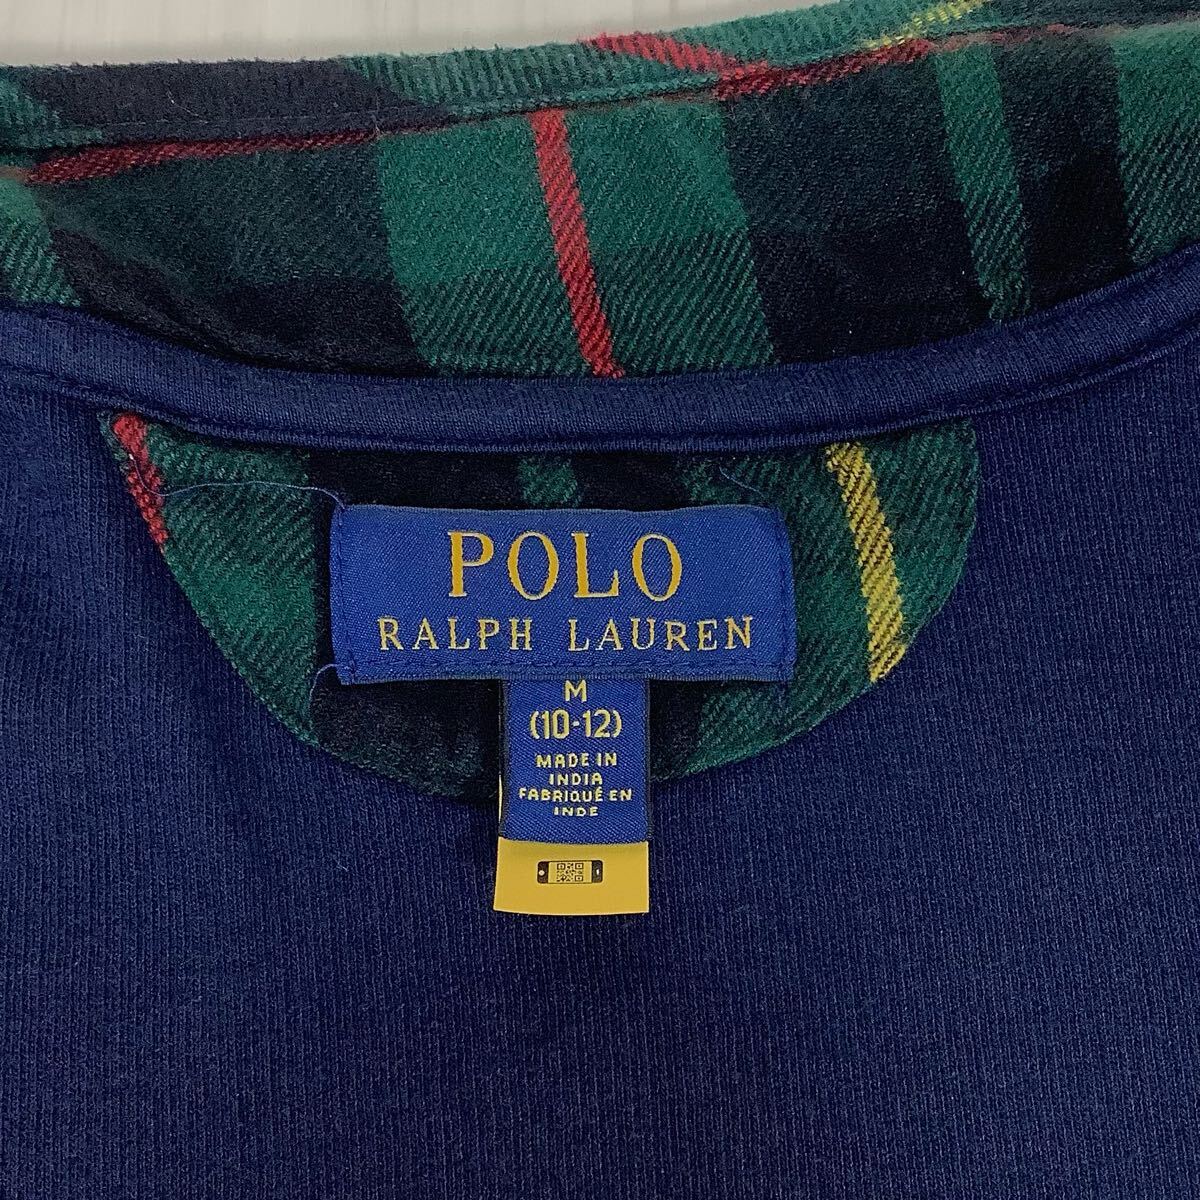 POLO
RALPH LAUREN
M
(10-12)
MADE IN
INDIA
FABRIQUÉ EN
INDE